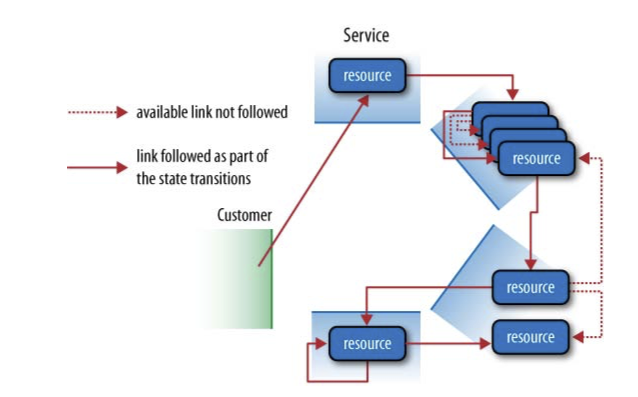 Service
resource
available link not followed
link followed as part of
the state transitions
resource
Customer
resource
resource
resource